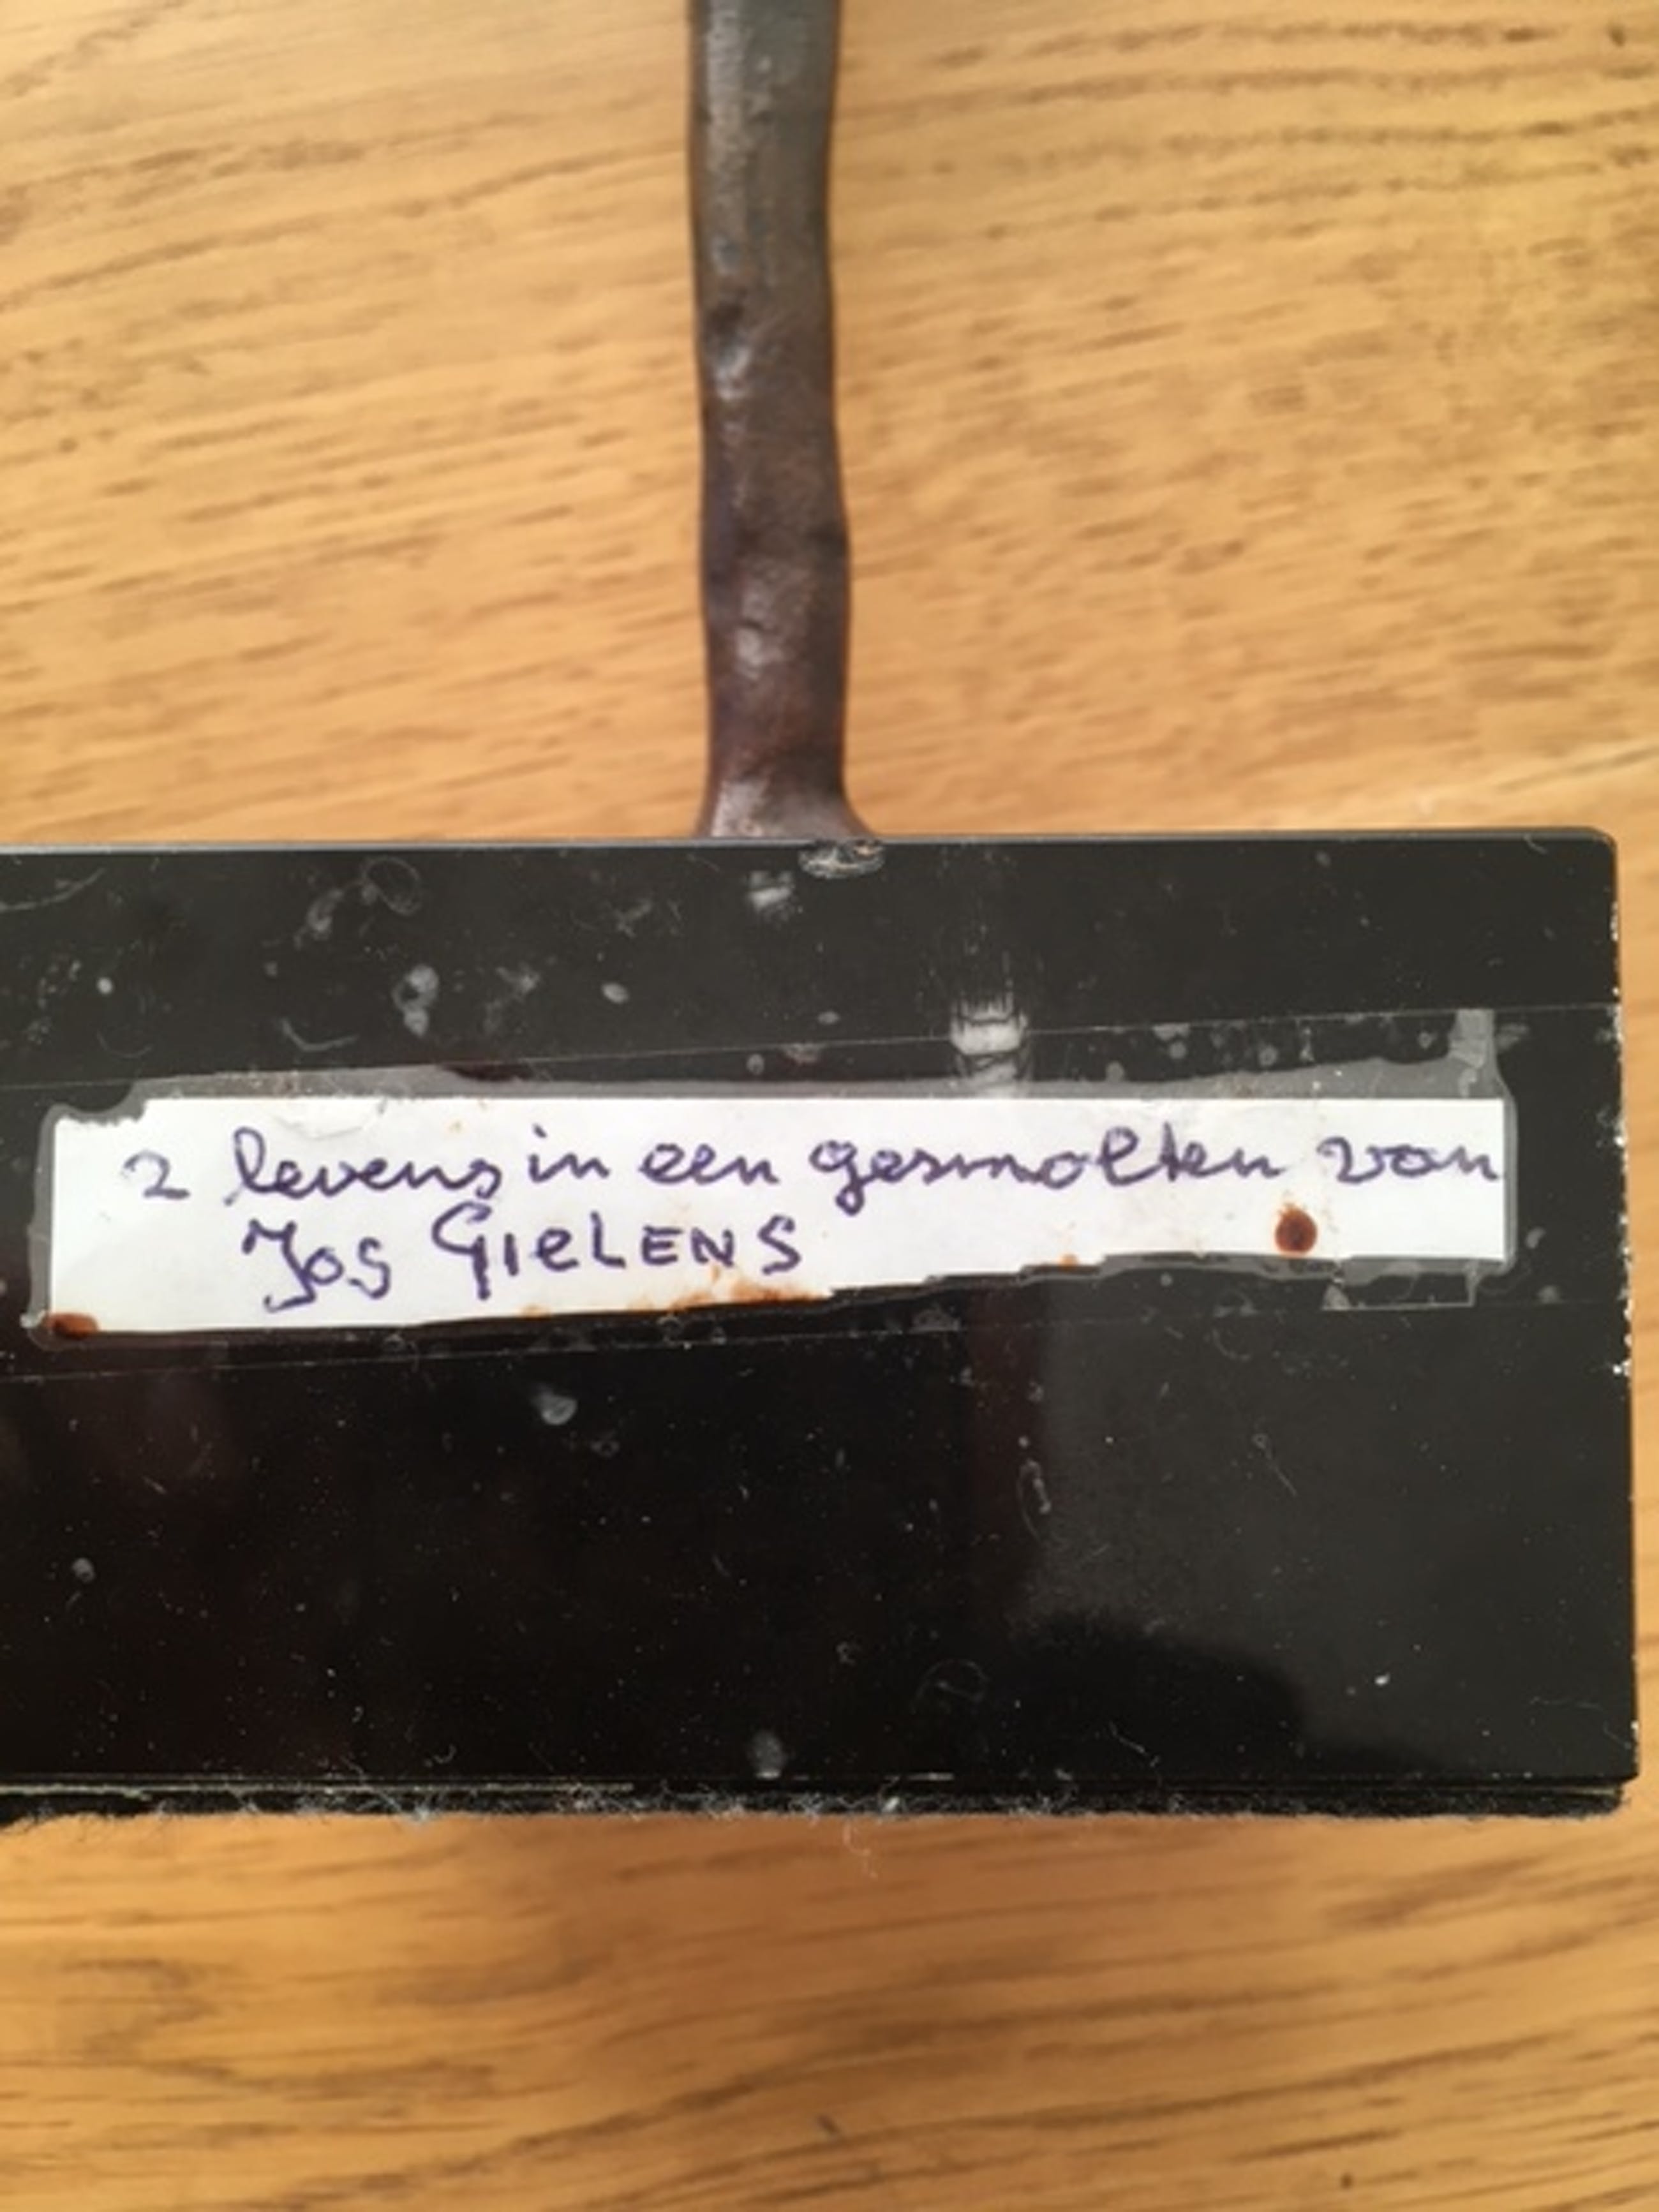 2 levens in een gesmolten van
Jos GIELENS